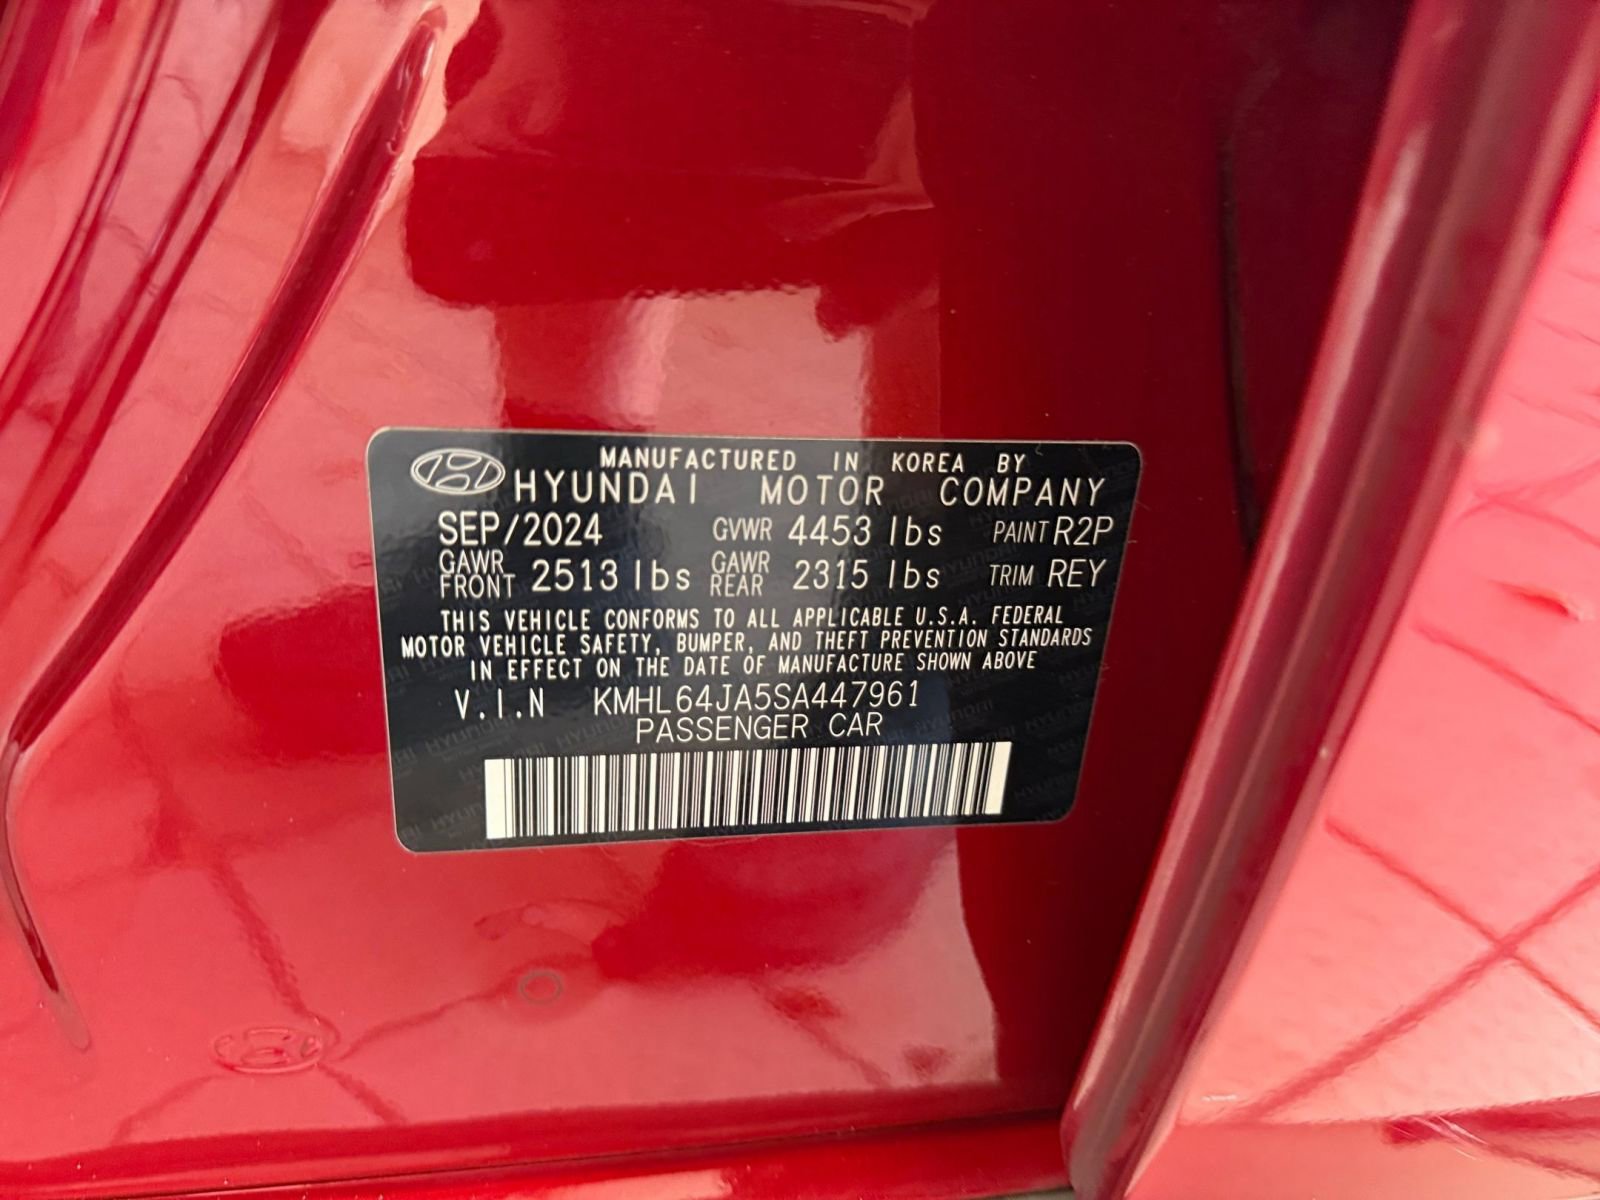 MANUFACTURED IN KOREA BY
HYUNDAI MOTOR COMPANY
SEP/2024 GVWR 4453 lbs PAINT R2P
GAWR FRONT 2513 lbs GAWR REAR 2315 lbs TRIM REY
THIS VEHICLE CONFORMS TO ALL APPLICABLE U.S.A. FEDERAL
MOTOR VEHICLE SAFETY, BUMPER, AND THEFT PREVENTION STANDARDS
IN EFFECT ON THE DATE OF MANUFACTURE SHOWN ABOVE
V.I.N KMHL64JA5SA447961
PASSENGER CAR